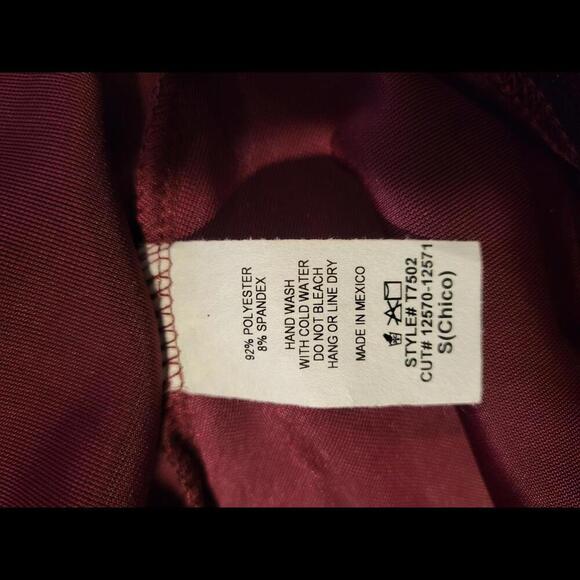 92% POLYESTER
8% SPANDEX
HAND WASH
WITH COLD WATER
DO NOT BLEACH
HANG OR LINE DRY
MADE IN MEXICO
STYLE# T7502
CUT# 12570-12571
S(Chico)